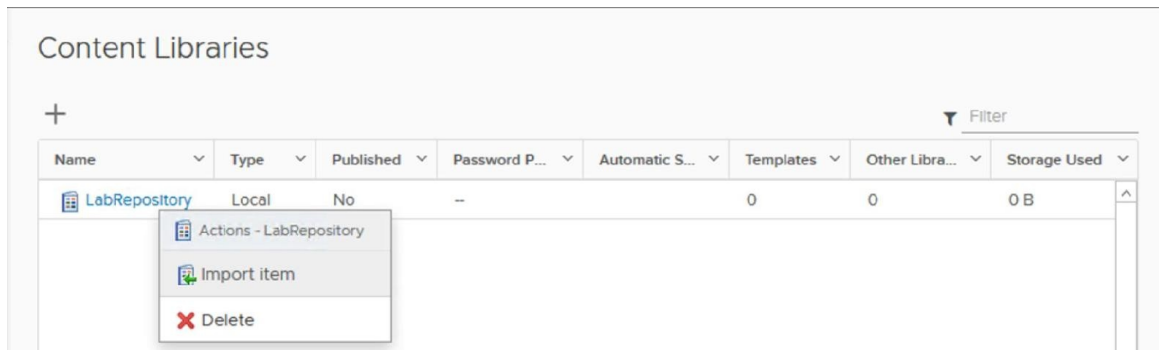 Content Libraries
+
Filter
Name Type Published Password P... Automatic S... Templates Other Libra... Storage Used
LabRepository Local No -- 0 0 0 B
Actions - LabRepository
Import item
Delete